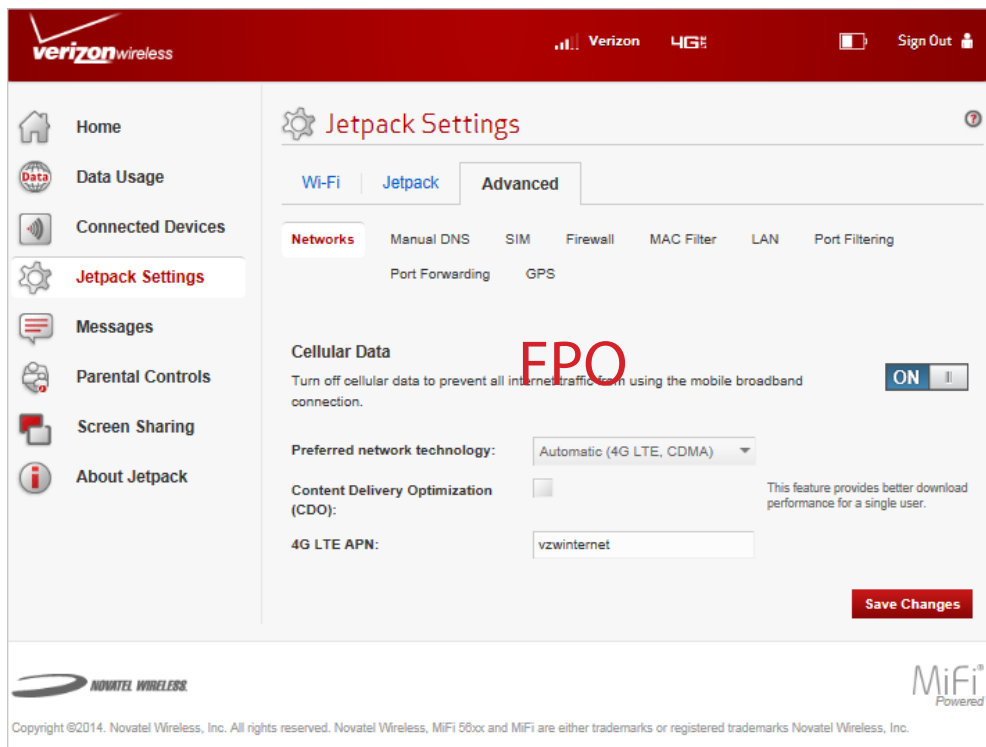 verizonwireless
Verizon 4G LTE
Sign Out
Home
Data Usage
Data
Connected Devices
Jetpack Settings
Messages
Parental Controls
Screen Sharing
About Jetpack
Jetpack Settings
?
Wi-Fi Jetpack Advanced
Networks Manual DNS SIM Firewall MAC Filter LAN Port Filtering
Port Forwarding GPS
FPO
Cellular Data
Turn off cellular data to prevent all internet traffic from using the mobile broadband
connection.
ON
Preferred network technology: Automatic (4G LTE, CDMA)
Content Delivery Optimization
(CDO):
This feature provides better download
performance for a single user.
4G LTE APN: vzwinternet
Save Changes
NOVATEL WIRELESS.
MiFi®
Powered
Copyright ©2014. Novatel Wireless, Inc. All rights reserved. Novatel Wireless, MiFi 56xx and MiFi are either trademarks or registered trademarks Novatel Wireless, Inc.